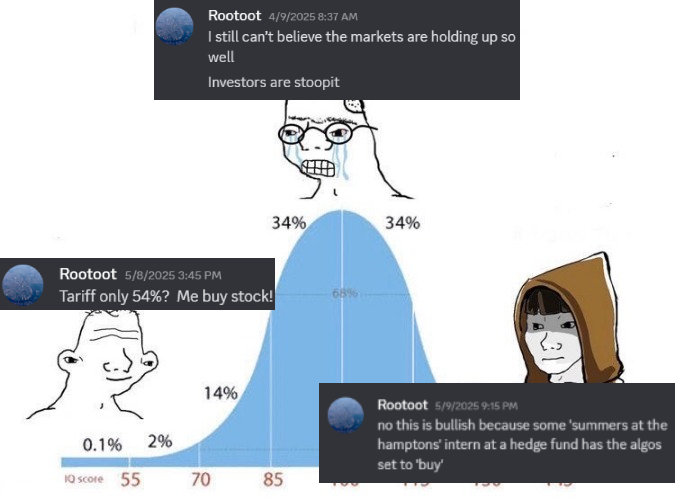 Rootoot 4/9/2025 8:37 AM
I still can't believe the markets are holding up so
well
Investors are stoopit
34%
34%
Rootoot 5/8/2025 3:45 PM
Tariff only 54%? Me buy stock!
68%
14%
Rootoot 5/9/2025 9:15 PM
no this is bullish because some 'summers at the
hamptons' intern at a hedge fund has the algos
set to 'buy'
0.1%
2%
IQ score 55 70 85